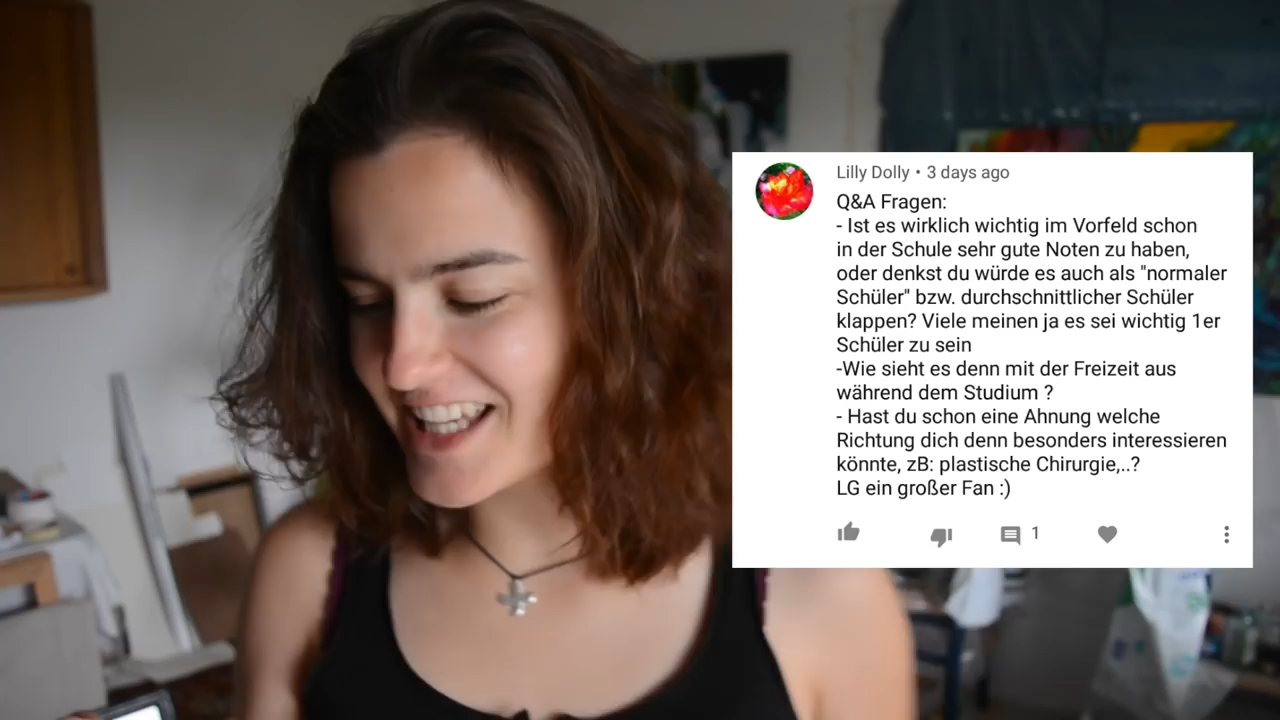 Lilly Dolly • 3 days ago
Q&A Fragen:
- Ist es wirklich wichtig im Vorfeld schon
in der Schule sehr gute Noten zu haben,
oder denkst du würde es auch als "normaler
Schüler" bzw. durchschnittlicher Schüler
klappen? Viele meinen ja es sei wichtig 1er
Schüler zu sein
-Wie sieht es denn mit der Freizeit aus
während dem Studium ?
- Hast du schon eine Ahnung welche
Richtung dich denn besonders interessieren
könnte, zB: plastische Chirurgie,..?
LG ein großer Fan :)
1